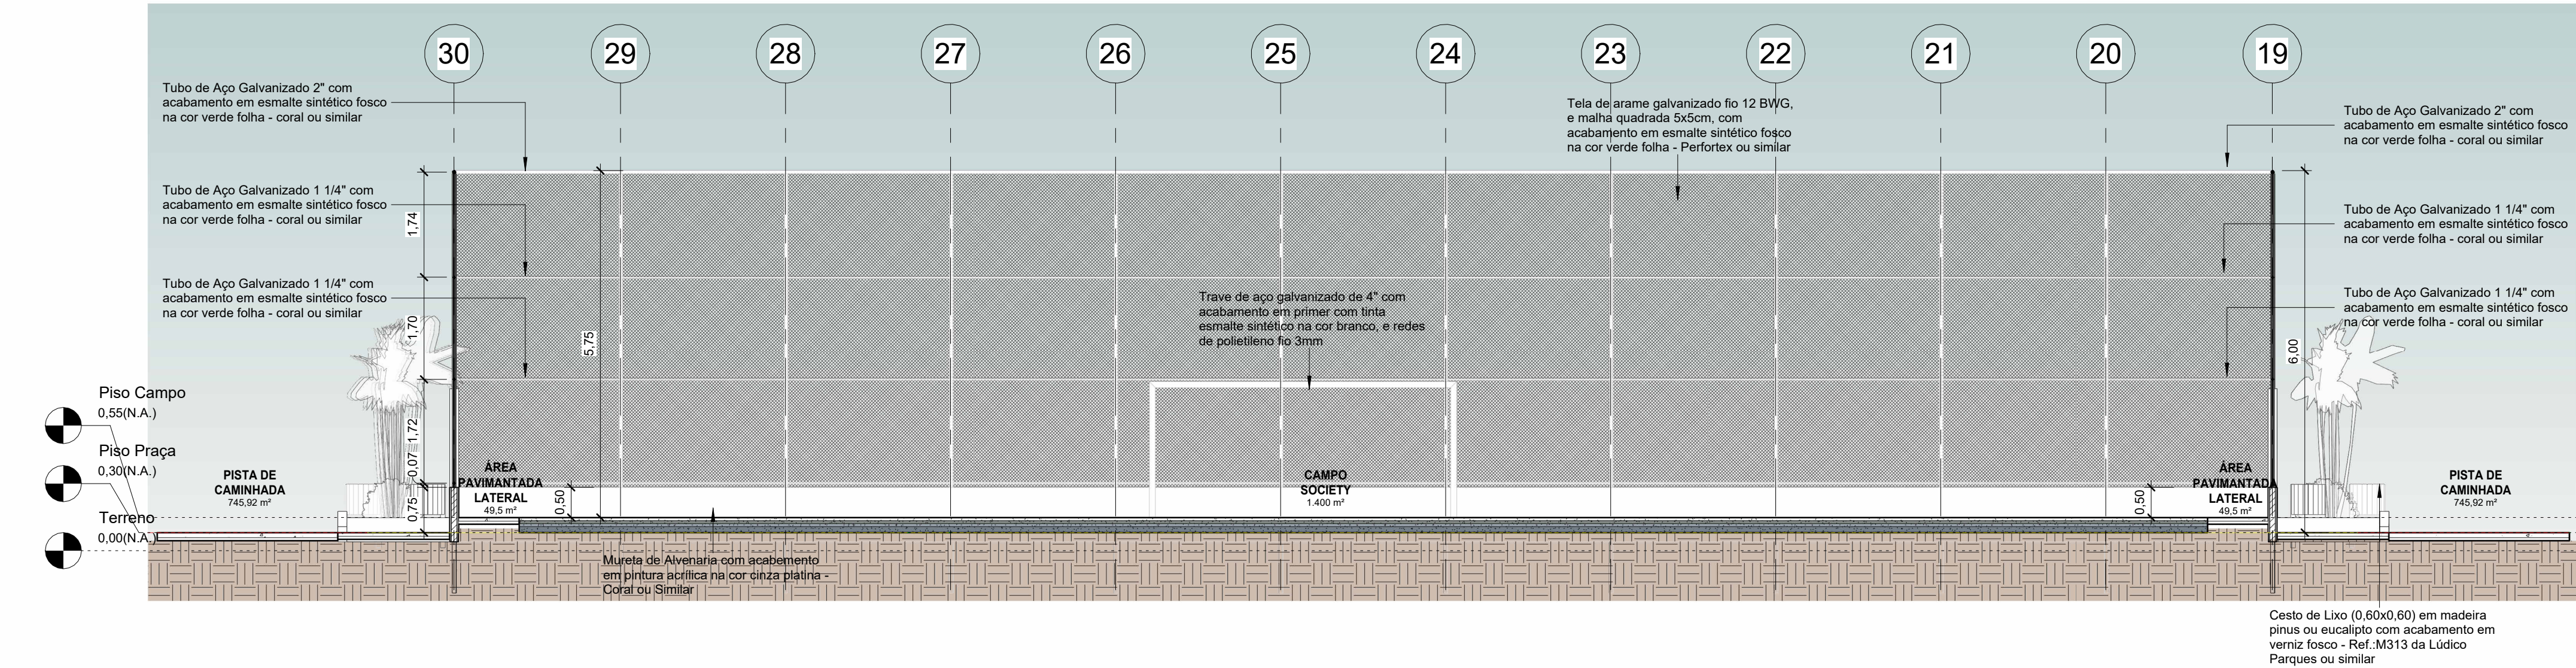 30
29
28
27
26
25
24
23
22
21
20
19
Tubo de Aço Galvanizado 2" com
acabamento em esmalte sintético fosco
na cor verde folha - coral ou similar
Tela de arame galvanizado fio 12 BWG,
e malha quadrada 5x5cm, com
acabamento em esmalte sintético fosco
na cor verde folha - Perfortex ou similar
Tubo de Aço Galvanizado 2" com
acabamento em esmalte sintético fosco
na cor verde folha - coral ou similar
Tubo de Aço Galvanizado 1 1/4" com
acabamento em esmalte sintético fosco
na cor verde folha - coral ou similar
1,74
Tubo de Aço Galvanizado 1 1/4" com
acabamento em esmalte sintético fosco
na cor verde folha - coral ou similar
Tubo de Aço Galvanizado 1 1/4" com
acabamento em esmalte sintético fosco
na cor verde folha - coral ou similar
1,70
5,75
Trave de aço galvanizado de 4" com
acabamento em primer com tinta
esmalte sintético na cor branco, e redes
de polietileno fio 3mm
Tubo de Aço Galvanizado 1 1/4" com
acabamento em esmalte sintético fosco
na cor verde folha - coral ou similar
6,00
Piso Campo
0,55(N.A.)
Piso Praça
0,30(N.A.)
Terreno
0,00(N.A.)
1,72
0,07
0,75
0,50
PISTA DE
CAMINHADA
745,92 m²
ÁREA
PAVIMANTADA
LATERAL
49,5 m²
CAMPO
SOCIETY
1.400 m²
0,50
ÁREA
PAVIMANTADA
LATERAL
49,5 m²
PISTA DE
CAMINHADA
745,92 m²
Mureta de Alvenaria com acabemento
em pintura acrílica na cor cinza platina -
Coral ou Similar
Cesto de Lixo (0,60x0,60) em madeira
pinus ou eucalipto com acabamento em
verniz fosco - Ref.:M313 da Lúdico
Parques ou similar